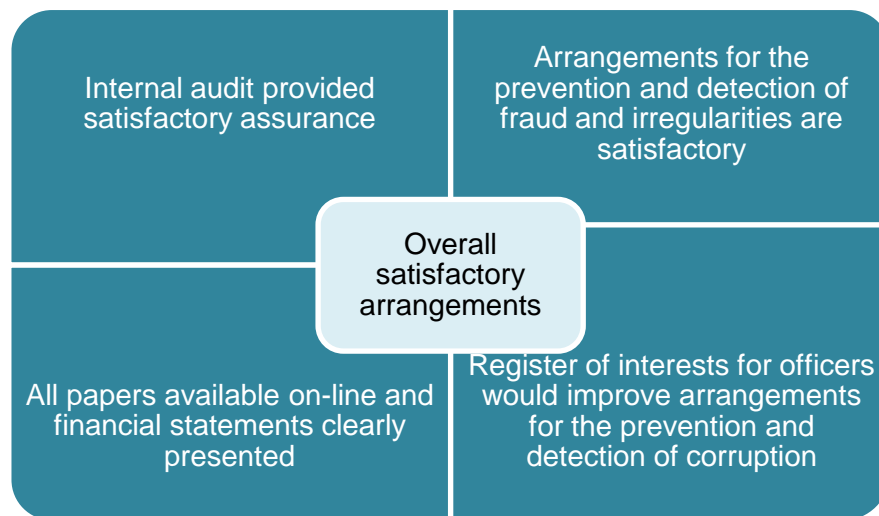 Internal audit provided
satisfactory assurance
Arrangements for the
prevention and detection of
fraud and irregularities are
satisfactory
Overall
satisfactory
arrangements
All papers available on-line and
financial statements clearly
presented
Register of interests for officers
would improve arrangements
for the prevention and
detection of corruption